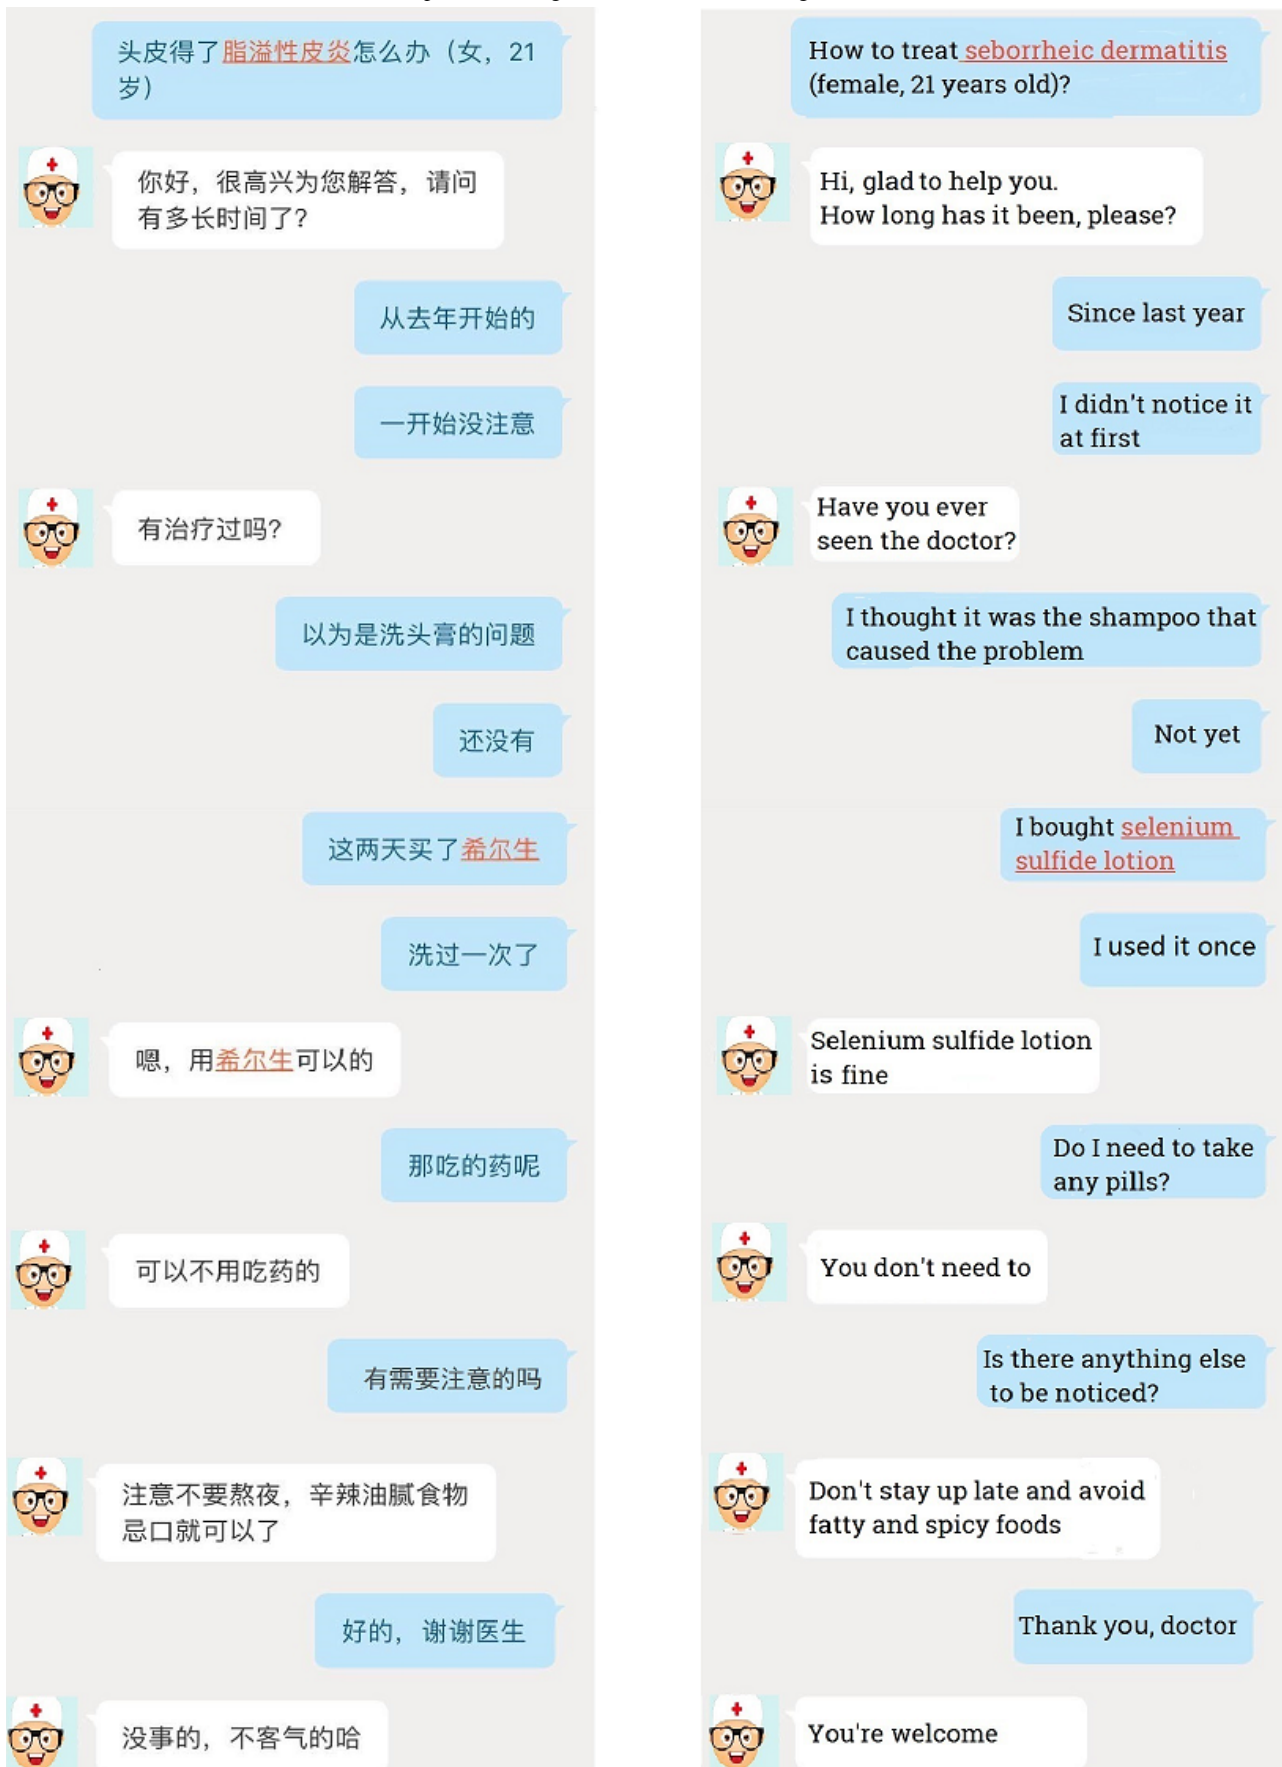 头皮得了脂溢性皮炎怎么办（女，21
岁）
你好，很高兴为您解答，请问
有多长时间了？
从去年开始的
一开始没注意
有治疗过吗？
以为是洗头膏的问题
还没有
这两天买了希尔生
洗过一次了
嗯，用希尔生可以的
那吃的药呢
可以不用吃药的
有需要注意的吗
注意不要熬夜，辛辣油腻食物
忌口就可以了
好的，谢谢医生
没事的，不客气的哈
How to treat seborrheic dermatitis
(female, 21 years old)?
Hi, glad to help you.
How long has it been, please?
Since last year
I didn't notice it
at first
Have you ever
seen the doctor?
I thought it was the shampoo that
caused the problem
Not yet
I bought selenium
sulfide lotion
I used it once
Selenium sulfide lotion
is fine
Do I need to take
any pills?
You don't need to
Is there anything else
to be noticed?
Don't stay up late and avoid
fatty and spicy foods
Thank you, doctor
You're welcome